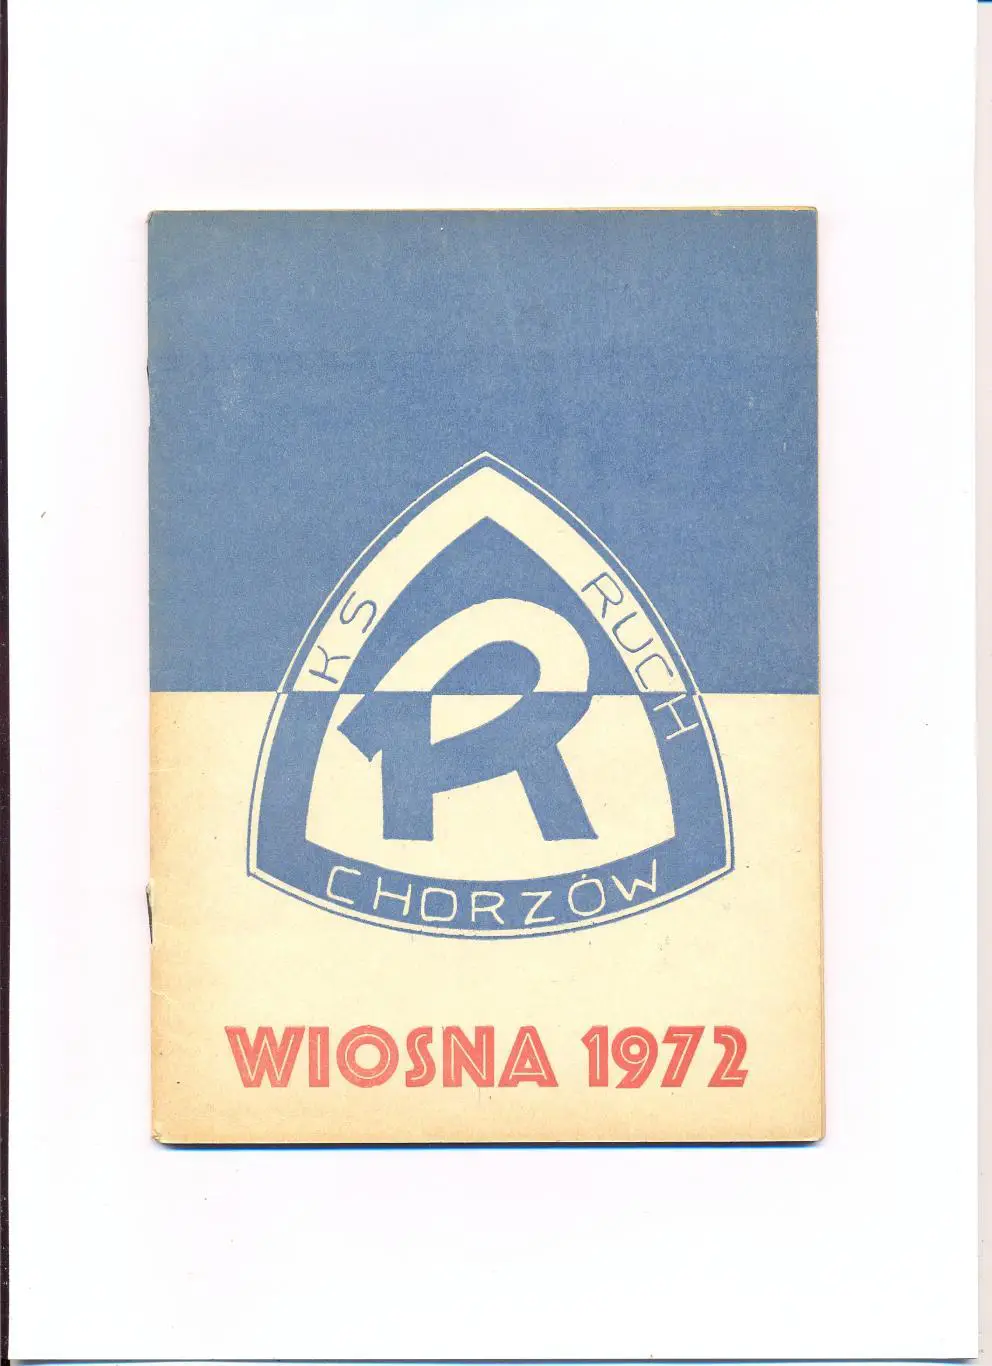 KS RUCH
CHORZÓW
WIOSNA 1972